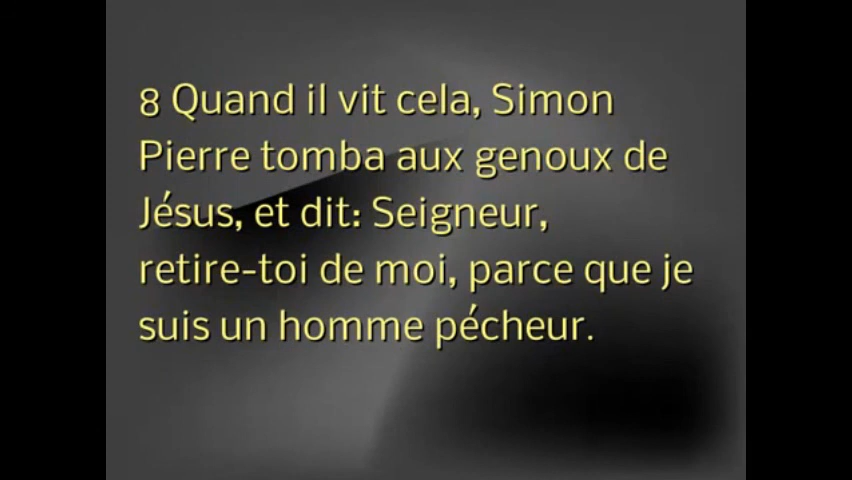 8 Quand il vit cela, Simon
Pierre tomba aux genoux de
Jésus, et dit: Seigneur,
retire-toi de moi, parce que je
suis un homme pécheur.